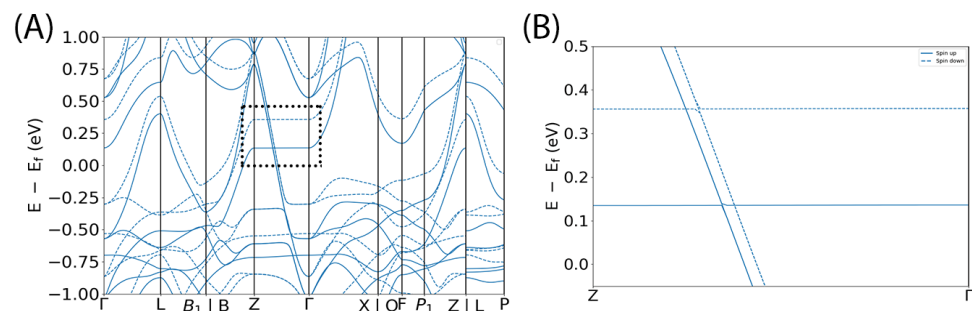 (A)
1.00
0.75
0.50
0.25
0.00
−0.25
−0.50
−0.75
−1.00
E − E_f (eV)
Γ L B₁ | B Z Γ X | Q F P₁ Z | L P
(B)
0.5
0.4
0.3
0.2
0.1
0.0
E − E_f (eV)
Z Γ
Spin up
Spin down